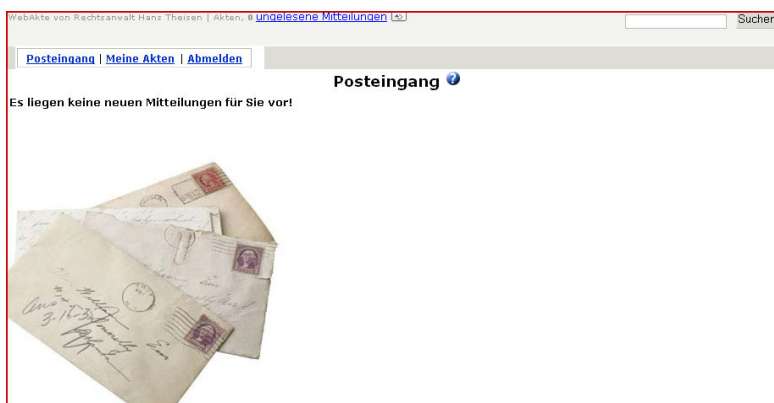 WebAkte von Rechtsanwalt Hans Theisen | Akten, 0 ungelesene Mitteilungen
Suchen
Posteingang | Meine Akten | Abmelden
Posteingang ?
Es liegen keine neuen Mitteilungen für Sie vor!